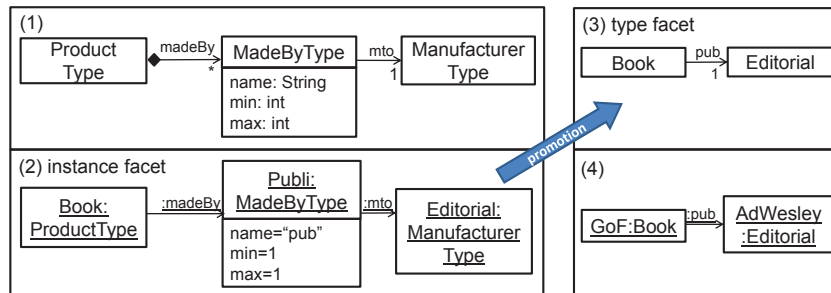 (1)
Product
Type
madeBy
*
MadeByType
name: String
min: int
max: int
mto
1
Manufacturer
Type
(2) instance facet
Book:
ProductType
:madeBy
Publi:
MadeByType
name="pub"
min=1
max=1
:mto
Editorial:
Manufacturer
Type
promotion
(3) type facet
Book
pub
1
Editorial
(4)
GoF:Book
:pub
AdWesley
:Editorial